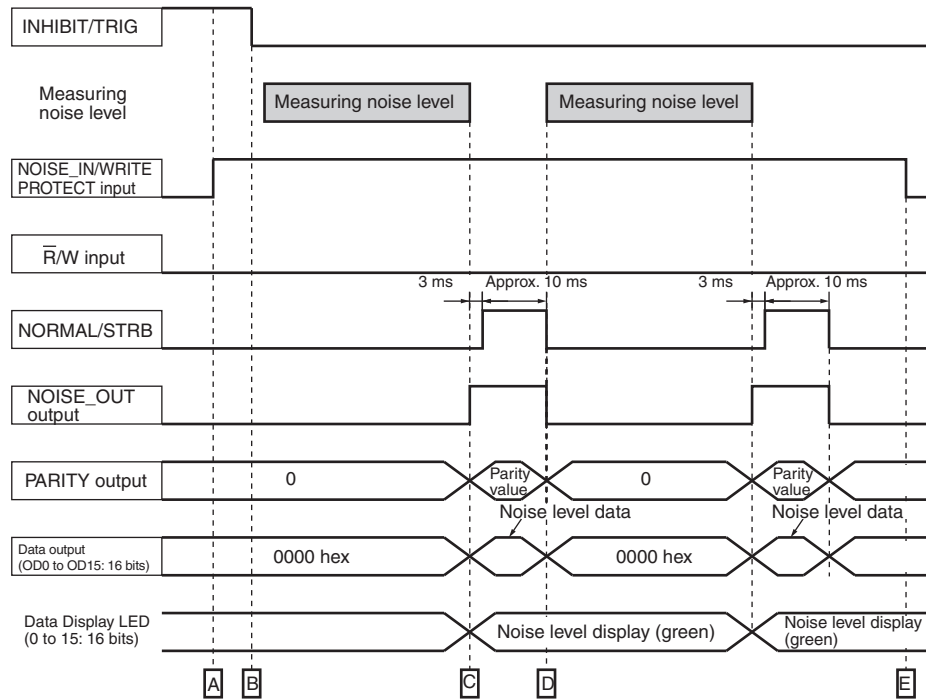 INHIBIT/TRIG
Measuring
noise level
Measuring noise level
Measuring noise level
NOISE_IN/WRITE
PROTECT input
R̅/W input
3 ms
Approx. 10 ms
3 ms
Approx. 10 ms
NORMAL/STRB
NOISE_OUT
output
PARITY output
0
Parity
value
0
Parity
value
Noise level data
Noise level data
Data output
(OD0 to OD15: 16 bits)
0000 hex
0000 hex
Data Display LED
(0 to 15: 16 bits)
Noise level display (green)
Noise level display
(green)
A
B
C
D
E